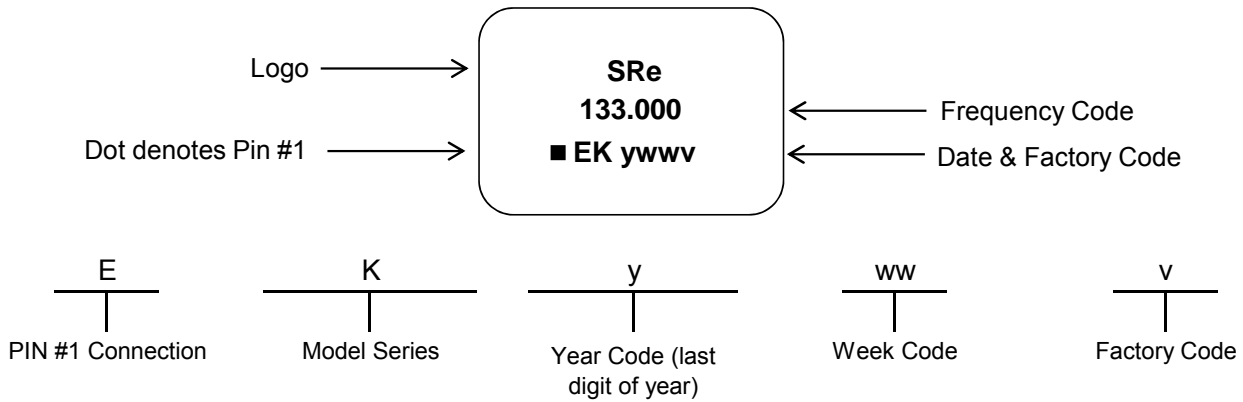 Logo
SRe
133.000
Frequency Code
Dot denotes Pin #1
■ EK ywwv
Date & Factory Code
E
K
y
ww
v
PIN #1 Connection
Model Series
Year Code (last
digit of year)
Week Code
Factory Code